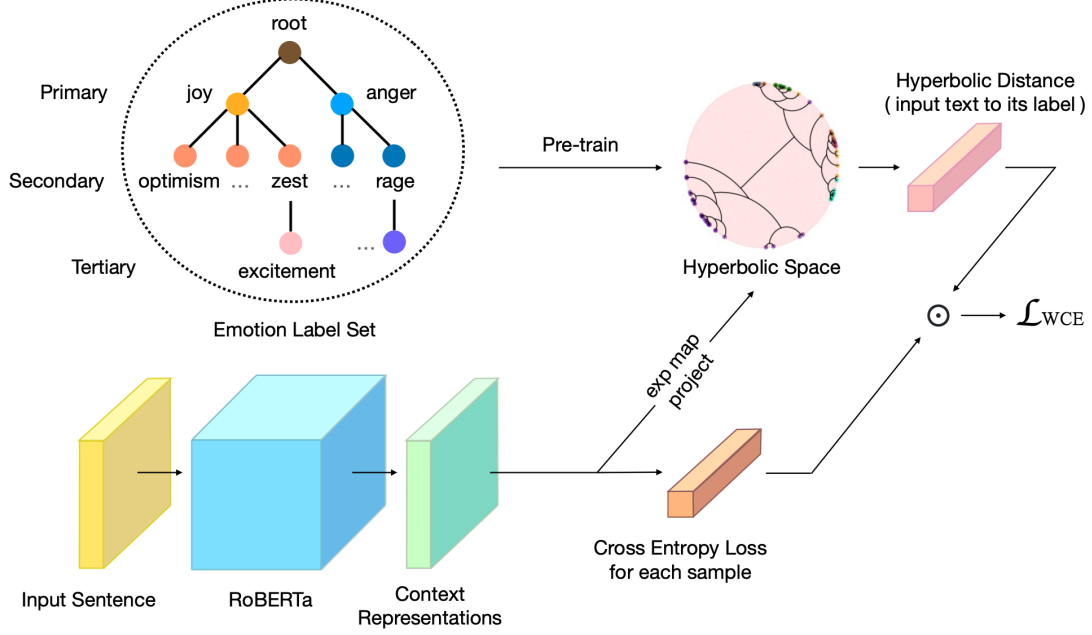 root
Primary
joy
anger
Secondary
optimism
...
zest
...
rage
...
Tertiary
excitement
Emotion Label Set
Pre-train
Hyperbolic Space
Hyperbolic Distance
( input text to its label )
exp map
project
ℒWCE
Input Sentence
RoBERTa
Context
Representations
Cross Entropy Loss
for each sample